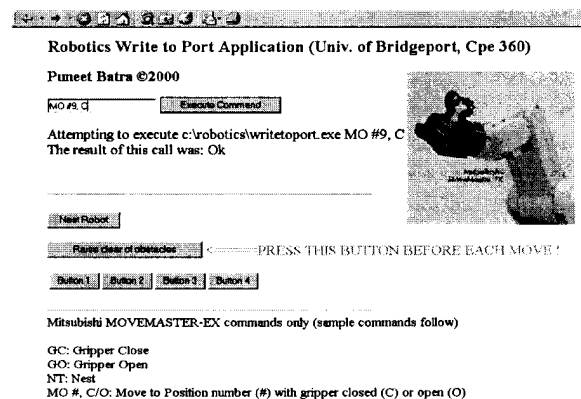 Robotics Write to Port Application (Univ. of Bridgeport, Cpe 360)
Puneet Batra ©2000
MO #9, C
Execute Command
Attempting to execute c:\robotics\writetoport.exe MO #9, C
The result of this call was: Ok
Nest Robot
Raise clear of obstacles
<----------PRESS THIS BUTTON BEFORE EACH MOVE !
Button 1 Button 2 Button 3 Button 4
Mitsubishi MOVEMASTER-EX commands only (sample commands follow)
GC: Gripper Close
GO: Gripper Open
NT: Nest
MO #, C/O: Move to Position number (#) with gripper closed (C) or open (O)